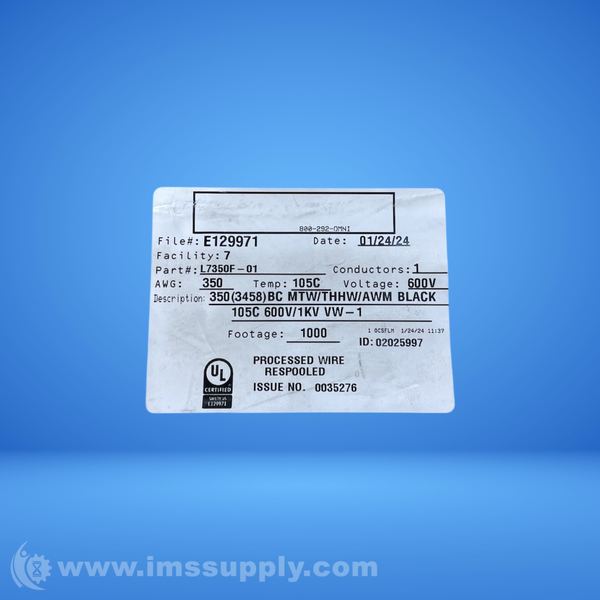 800-292-OMNI
File#: E129971 Date: 01/24/24
Facility: 7
Part#: L7350F-01 Conductors: 1
AWG: 350 Temp: 105C Voltage: 600V
Description: 350(3458)BC MTW/THHW/AWM BLACK
105C 600V/1KV VW-1
1 OCSFLM 1/24/24 11:37
Footage: 1000
ID: 02025997
PROCESSED WIRE
RESPOOLED
ISSUE NO. 0035276
UL
CERTIFIED
SAFETY US
E129971
www.imssupply.com